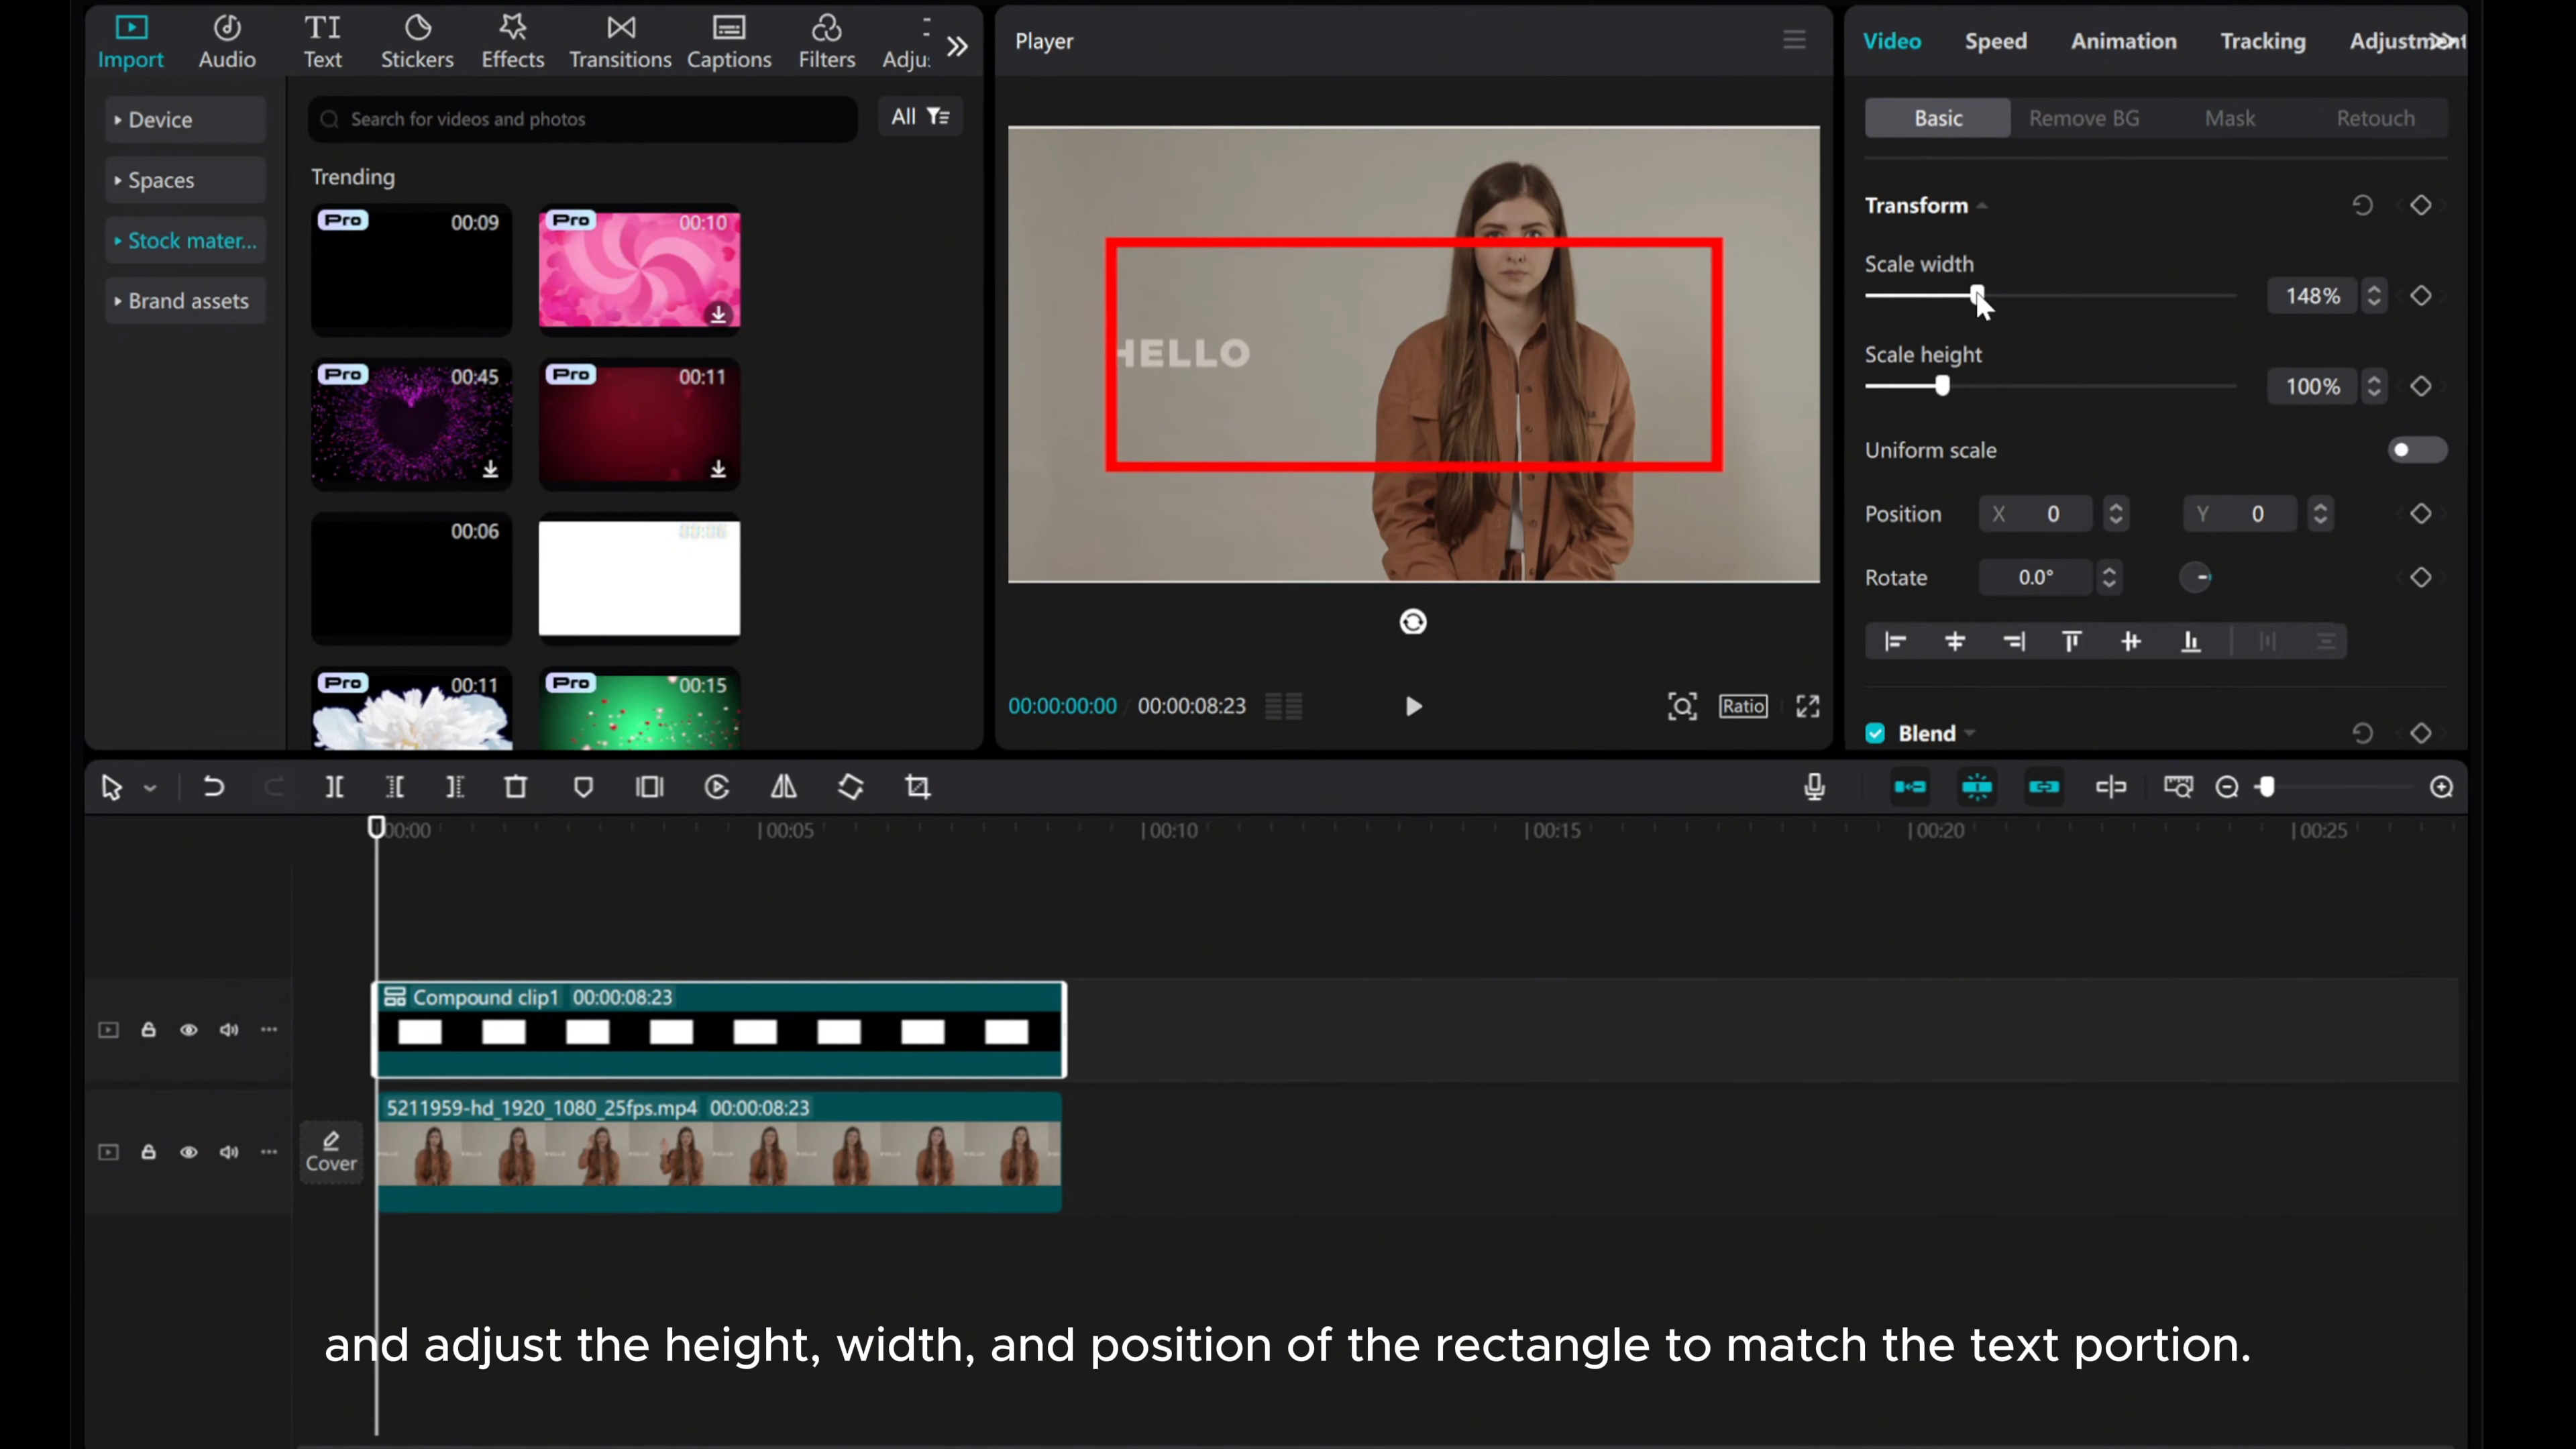 Import
Audio
TI
Text
Stickers
Effects
Transitions
Captions
Filters
Adju
Device
Spaces
Stock mater...
Brand assets
Search for videos and photos
All
Trending
Pro 00:09
Pro 00:10
Pro 00:45
Pro 00:11
00:06
00:06
Pro 00:11
Pro 00:15
Player
HELLO
00:00:00:00 / 00:00:08:23
Ratio
Video Speed Animation Tracking Adjustment
Basic Remove BG Mask Retouch
Transform
Scale width
148%
Scale height
100%
Uniform scale
Position X 0 Y 0
Rotate 0.0°
Blend
00:00 00:05 00:10 00:15 00:20 00:25
Compound clip1 00:00:08:23
5211959-hd_1920_1080_25fps.mp4 00:00:08:23
Cover
and adjust the height, width, and position of the rectangle to match the text portion.